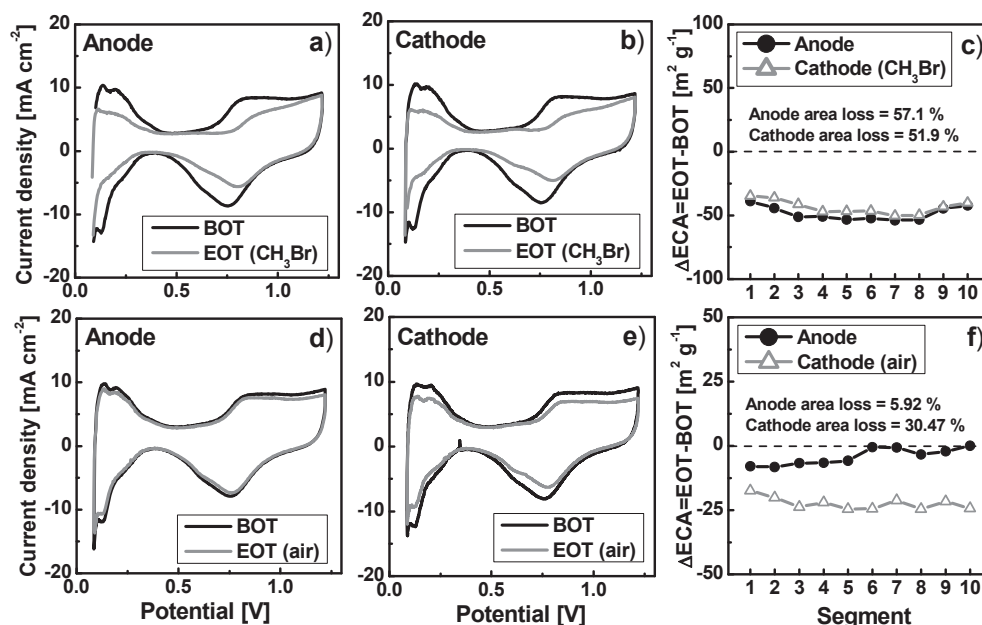 Current density [mA cm⁻²]
20
10
0
-10
-20
0.0
0.5
1.0
Anode
a)
BOT
EOT (CH₃Br)
20
10
0
-10
-20
0.0
0.5
1.0
Cathode
b)
BOT
EOT (CH₃Br)
ΔECA=EOT-BOT [m² g⁻¹]
100
50
0
-50
-100
1 2 3 4 5 6 7 8 9 10
Anode
Cathode (CH₃Br)
c)
Anode area loss = 57.1 %
Cathode area loss = 51.9 %
Current density [mA cm⁻²]
20
10
0
-10
-20
0.0
0.5
1.0
Potential [V]
Anode
d)
BOT
EOT (air)
20
10
0
-10
-20
0.0
0.5
1.0
Potential [V]
Cathode
e)
BOT
EOT (air)
ΔECA=EOT-BOT [m² g⁻¹]
50
25
0
-25
-50
1 2 3 4 5 6 7 8 9 10
Segment
Anode
Cathode (air)
f)
Anode area loss = 5.92 %
Cathode area loss = 30.47 %